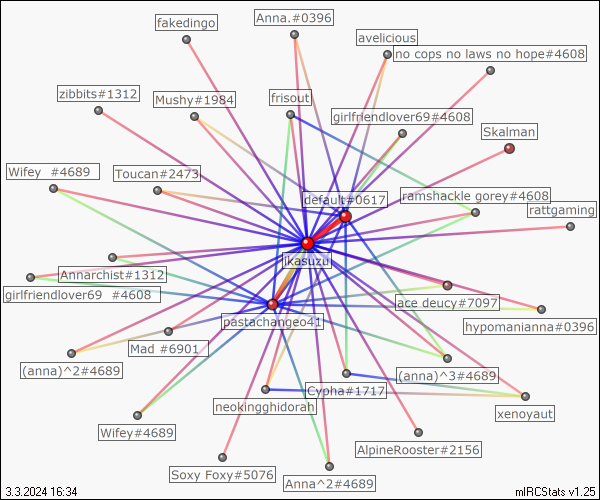 fakedingo
Anna.#0396
avelicious
no cops no laws no hope#4608
zibbits#1312
Mushy#1984
frisout
girlfriendlover69#4608
Skalman
Wifey  #4689
Toucan#2473
default#0617
ramshackle gorey#4608
rattgaming
ikasuzu
Annarchist#1312
girlfriendlover69  #4608
ace deucy#7097
pastachangeo41
hypomanianna#0396
Mad #6901
(anna)^2#4689
(anna)^3#4689
Cypha#1717
neokingghidorah
xenoyaut
Wifey#4689
AlpineRooster#2156
Soxy Foxy#5076
Anna^2#4689
3.3.2024 16:34
mIRCStats v1.25